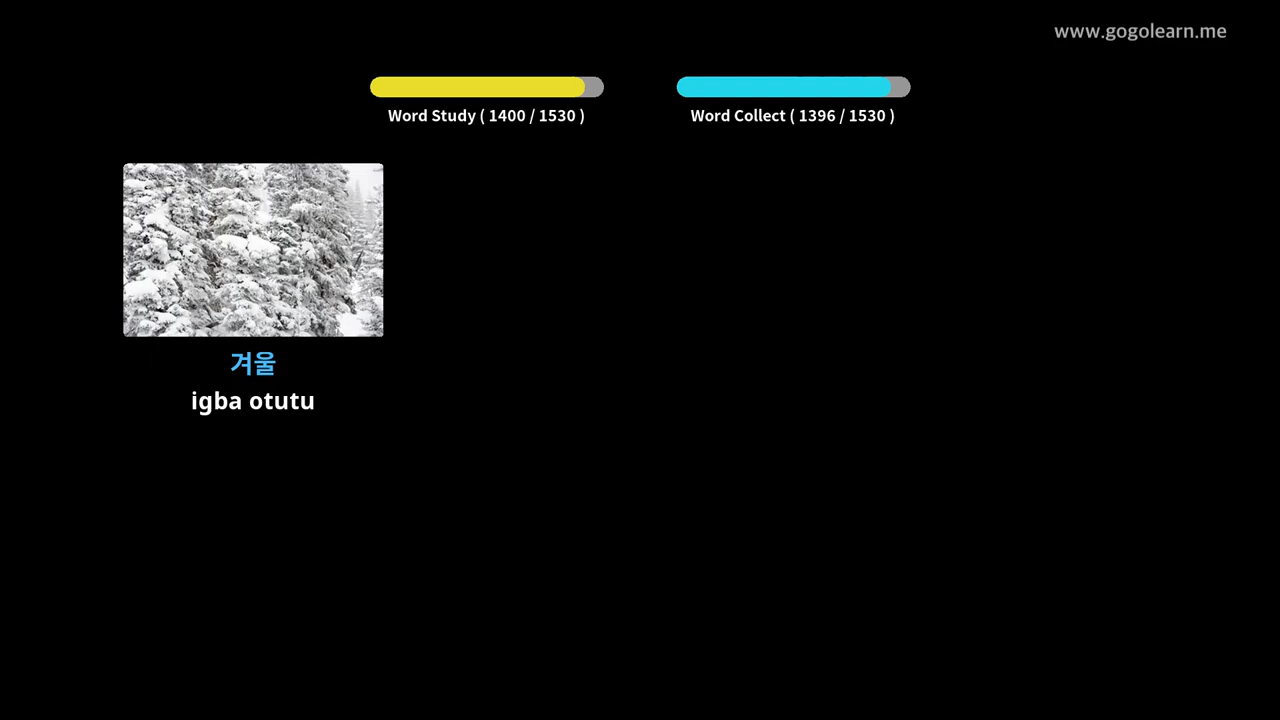 www.gogolearn.me
Word Study ( 1400 / 1530 )
Word Collect ( 1396 / 1530 )
겨울
igba otutu